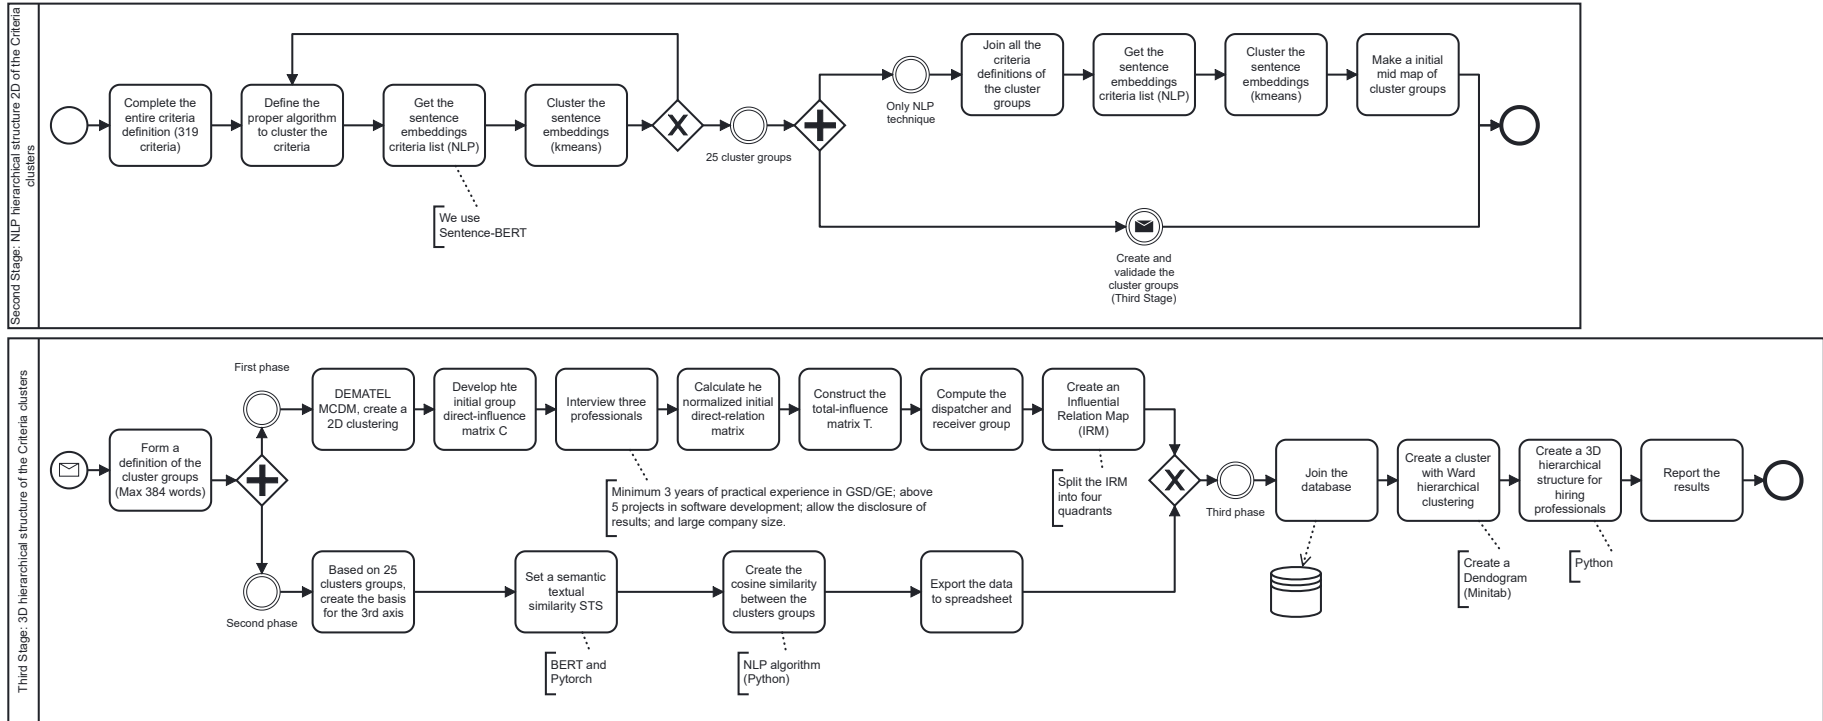 Second Stage: NLP hierarchical structure 2D of the Criteria
clusters
Complete the
entire criteria
definition (319
criteria)
Define the
proper algorithm
to cluster the
criteria
Get the
sentence
embeddings
criteria list (NLP)
We use
Sentence-BERT
Cluster the
sentence
embeddings
(kmeans)
X
25 cluster groups
Only NLP
technique
Join all the
criteria
definitions of
the cluster
groups
Get the
sentence
embeddings
criteria list (NLP)
Cluster the
sentence
embeddings
(kmeans)
Make a initial
mid map of
cluster groups
Create and
validade the
cluster groups
(Third Stage)
Third Stage: 3D hierarchical structure of the Criteria clusters
Form a
definition of the
cluster groups
(Max 384 words)
First phase
DEMATEL
MCDM, create a
2D clustering
Develop hte
initial group
direct-influence
matrix C
Interview three
professionals
Minimum 3 years of practical experience in GSD/GE; above
5 projects in software development; allow the disclosure of
results; and large company size.
Calculate he
normalized initial
direct-relation
matrix
Construct the
total-influence
matrix T.
Compute the
dispatcher and
receiver group
Create an
Influential
Relation Map
(IRM)
Split the IRM
into four
quadrants
Second phase
Based on 25
clusters groups,
create the basis
for the 3rd axis
Set a semantic
textual
similarity STS
BERT and
Pytorch
Create the
cosine similarity
between the
clusters groups
NLP algorithm
(Python)
Export the data
to spreadsheet
X
Third phase
Join the
database
Create a cluster
with Ward
hierarchical
clustering
Create a
Dendogram
(Minitab)
Create a 3D
hierarchical
structure for
hiring
professionals
Python
Report the
results